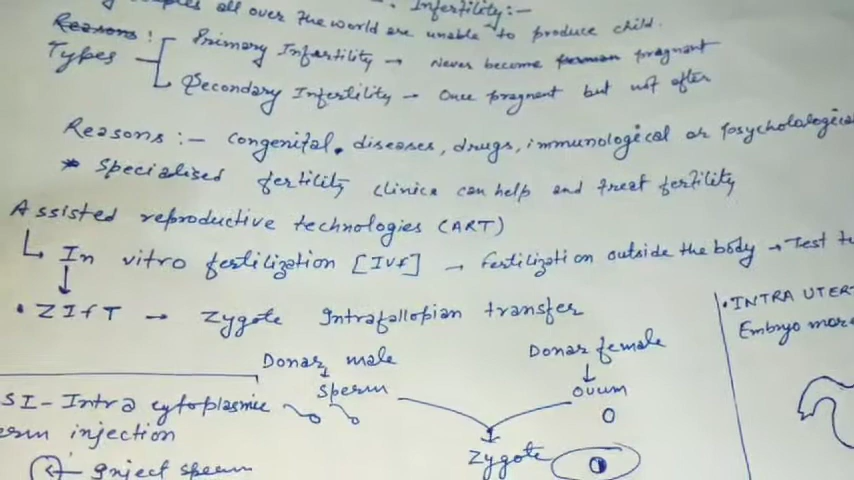 couples all over the world are unable to produce child.
Infertility:-
Reasons :
Types
Primary Infertility → Never become pragnant
Secondary Infertility → Once pragnant but not after
Reasons :- Congenital. diseases, drugs, immunological or
* Specialised fertility clinics can help and treat fertility
Assisted reproductive technologies (ART)
In vitro fertilization [IVf] → fertilization outside the body → Test
• ZIfT → Zygote Intrafallopian transfer
• INTRA UTER
Embryo more
Donar male
Donar female
Sperm
Ovum
SI - Intra cytoplasmic
erm injection
Zygote
Inject sperm